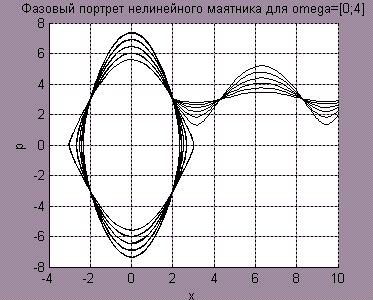 Фазовый портрет нелинейного маятника для omega=[0;4]
8
6
4
2
0
-2
-4
-6
-8
p
-4 -2 0 2 4 6 8 10
x